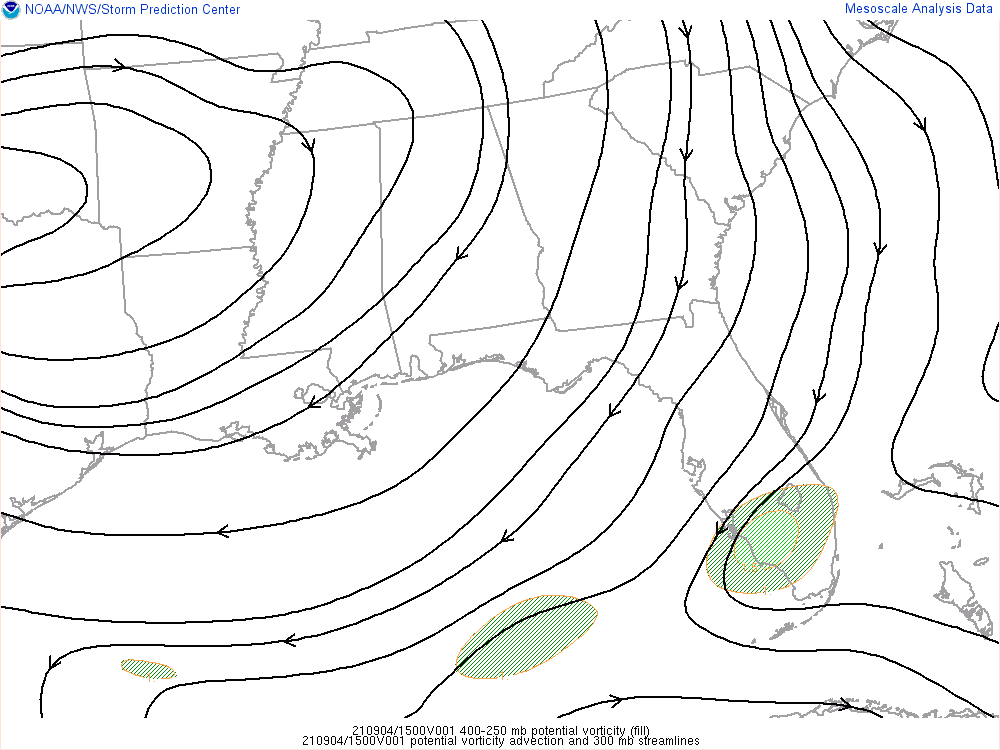 NOAA/NWS/Storm Prediction Center
Mesoscale Analysis Data
210904/1500V001 400-250 mb potential vorticity (fill)
210904/1500V001 potential vorticity advection and 300 mb streamlines